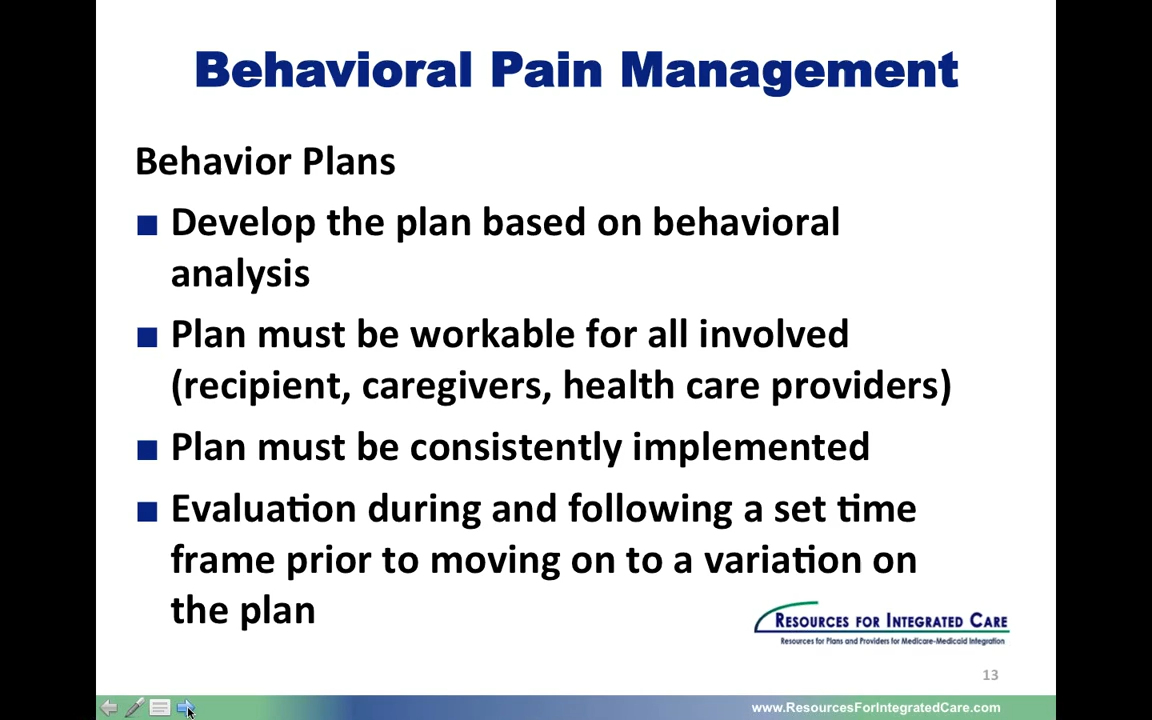 Behavioral Pain Management
Behavior Plans
■ Develop the plan based on behavioral
analysis
■ Plan must be workable for all involved
(recipient, caregivers, health care providers)
■ Plan must be consistently implemented
■ Evaluation during and following a set time
frame prior to moving on to a variation on
the plan
RESOURCES FOR INTEGRATED CARE
Resources for Plans and Providers for Medicare-Medicaid Integration
13
www.ResourcesForIntegratedCare.com